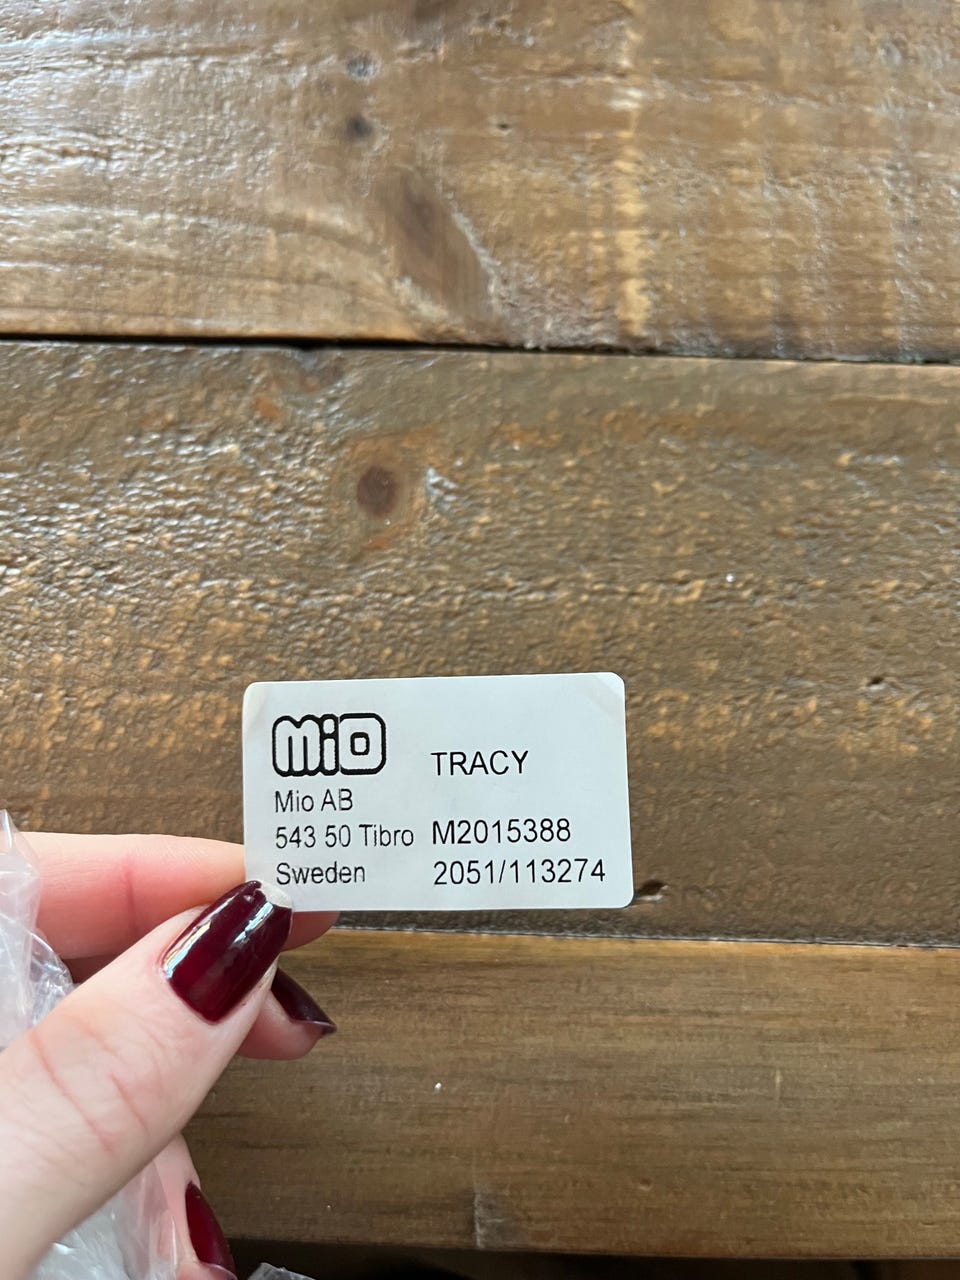 mio
TRACY
Mio AB
543 50 Tibro M2015388
Sweden 2051/113274